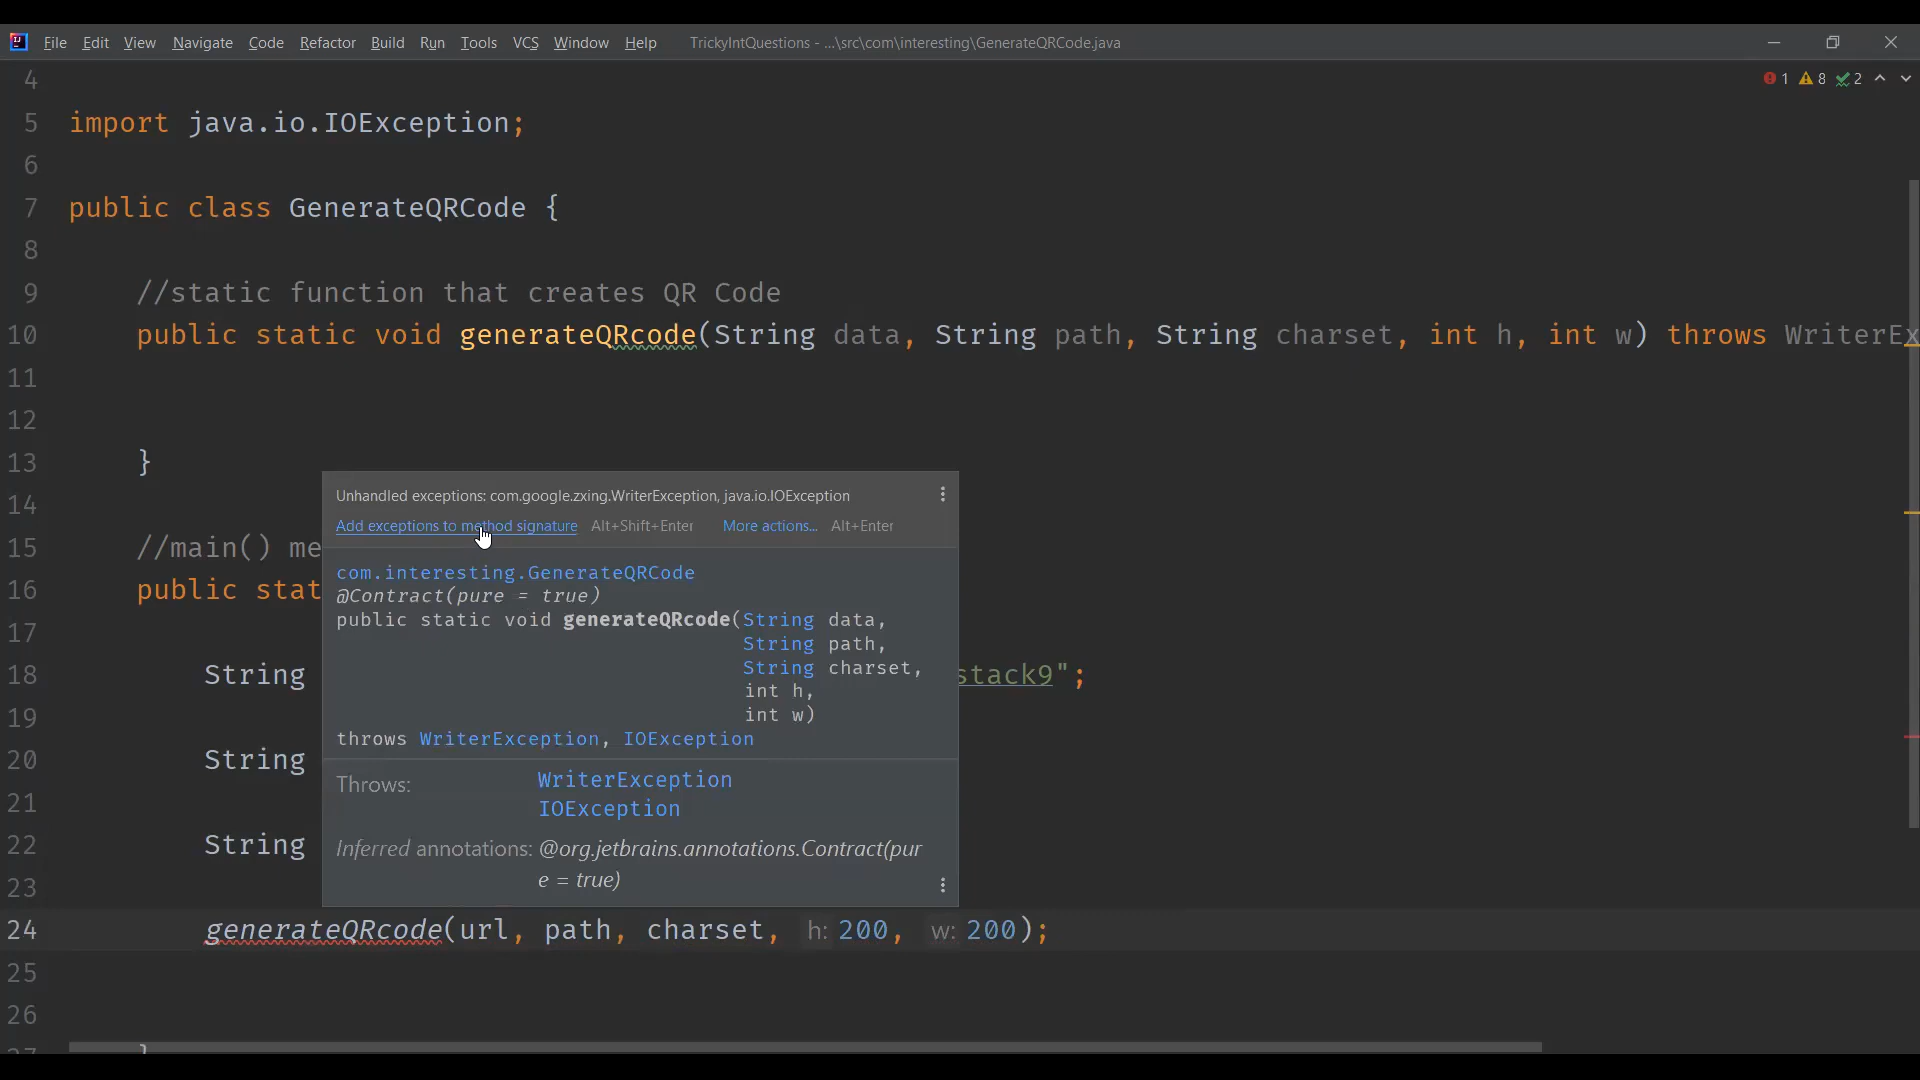 File Edit View Navigate Code Refactor Build Run Tools VCS Window Help TrickyIntQuestions - ...\src\com\interesting\GenerateQRCode.java
1 8 2
4
5 import java.io.IOException;
6
7 public class GenerateQRCode {
8
9 //static function that creates QR Code
10 public static void generateQRcode(String data, String path, String charset, int h, int w) throws WriterEx
11
12
13 }
14
15 //main() me
16 public stat
17
18 String stack9";
19
20 String
21
22 String
23
24 generateQRcode(url, path, charset, h: 200, w: 200);
25
26
27 }
Unhandled exceptions: com.google.zxing.WriterException, java.io.IOException
Add exceptions to method signature Alt+Shift+Enter More actions... Alt+Enter
com.interesting.GenerateQRCode
@Contract(pure = true)
public static void generateQRcode(String data,
String path,
String charset,
int h,
int w)
throws WriterException, IOException
Throws: WriterException
IOException
Inferred annotations: @org.jetbrains.annotations.Contract(pur
e = true)